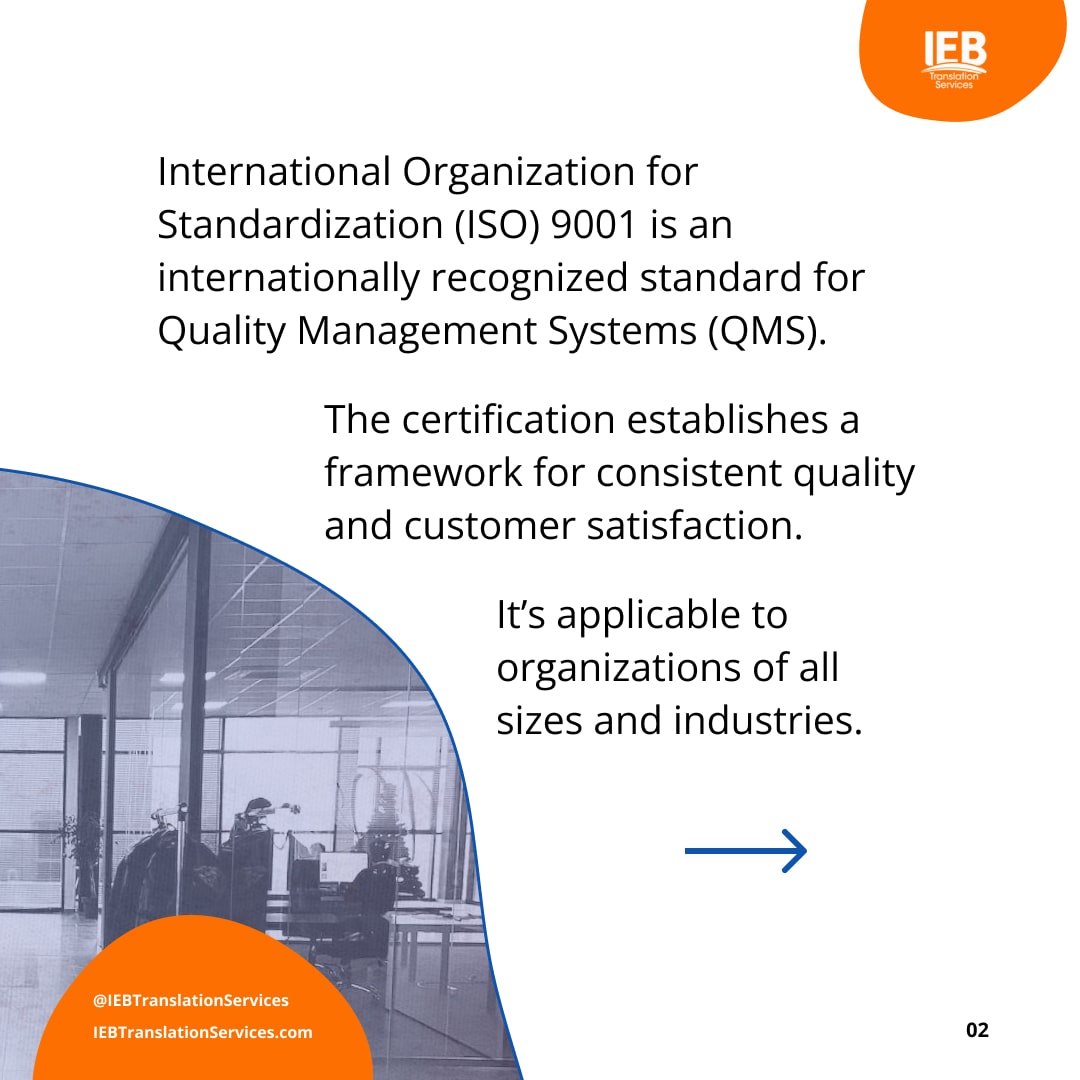 IEB
Translation
Services
International Organization for
Standardization (ISO) 9001 is an
internationally recognized standard for
Quality Management Systems (QMS).
The certification establishes a
framework for consistent quality
and customer satisfaction.
It’s applicable to
organizations of all
sizes and industries.
@IEBTranslationServices
IEBTranslationServices.com
02